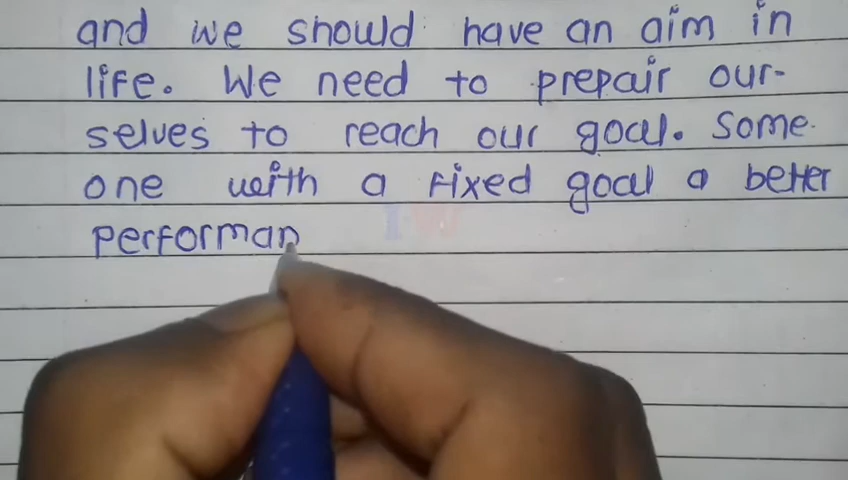 and we should have an aim in
life. We need to prepair our-
selves to reach our goal. Some
one with a fixed goal a better
performan